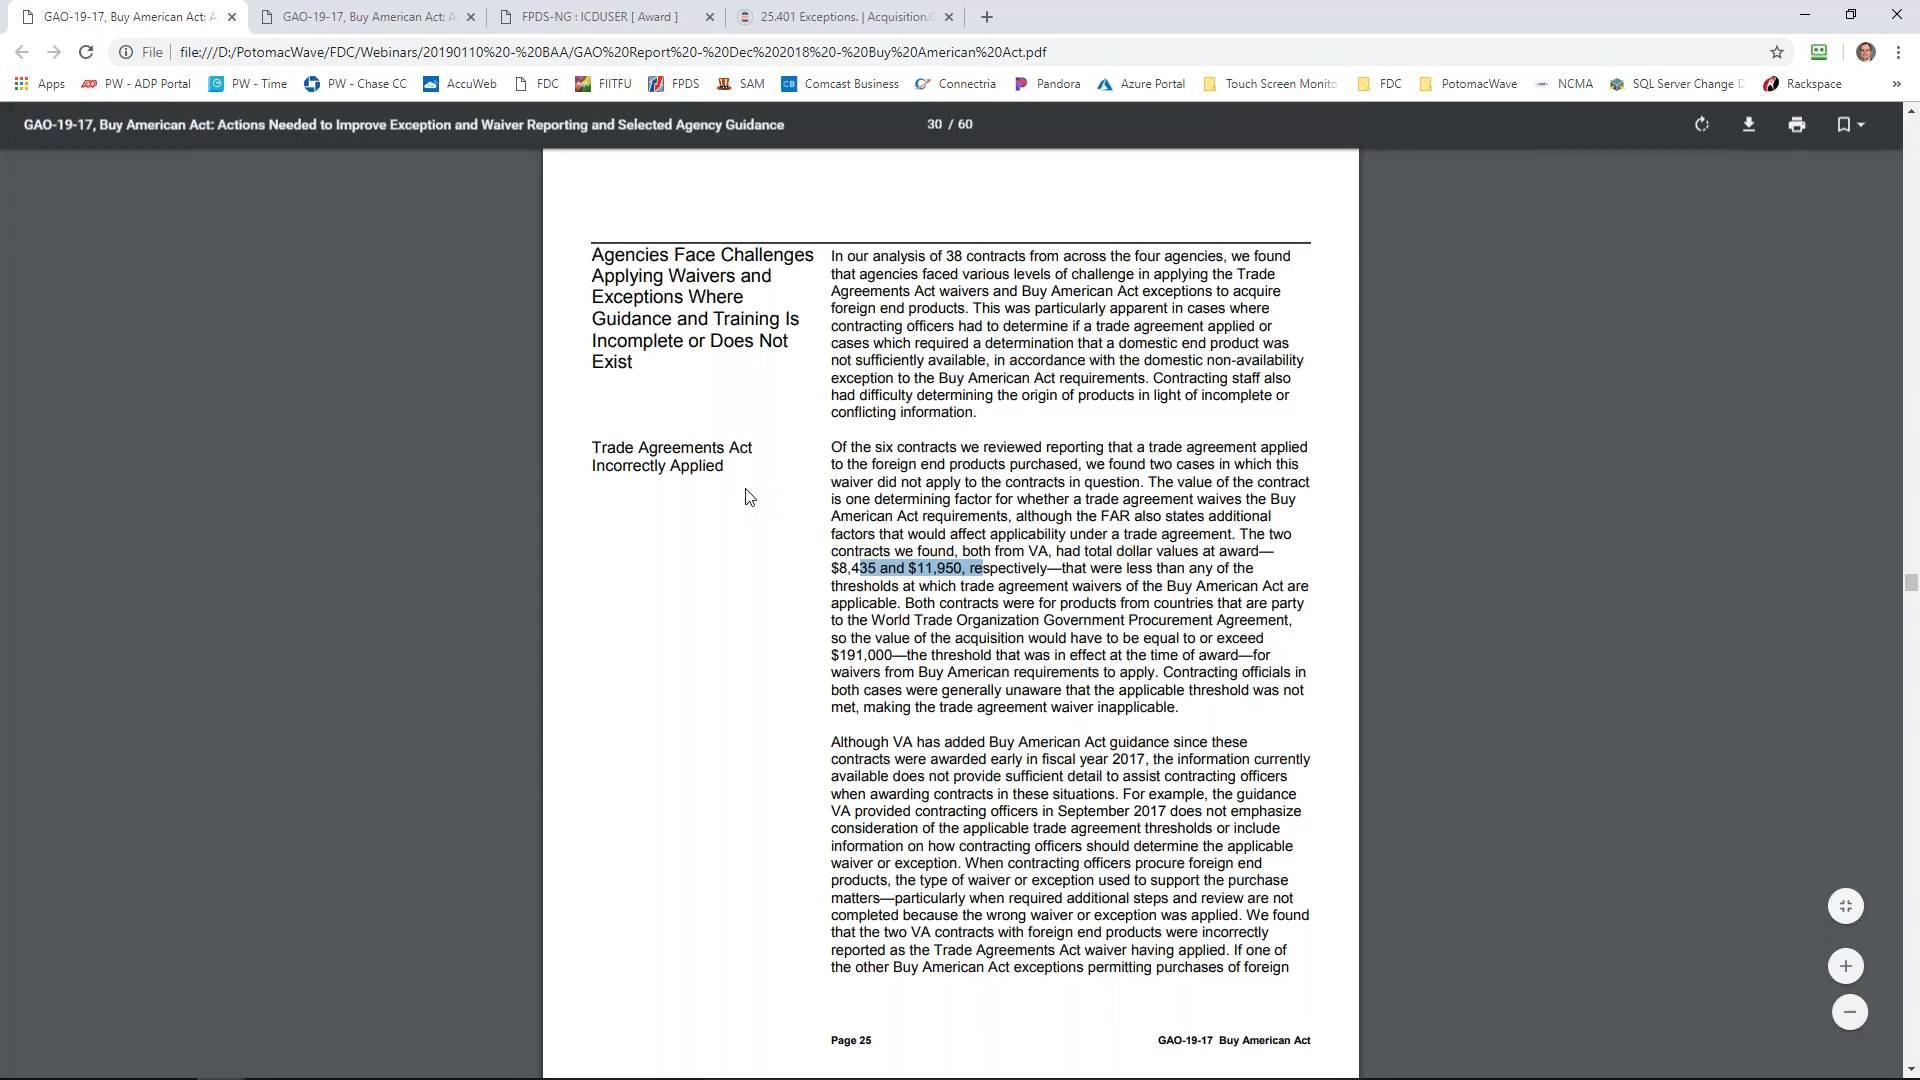 GAO-19-17, Buy American Act: A
GAO-19-17, Buy American Act: A
FPDS-NG : ICDUSER [ Award ]
25.401 Exceptions. | Acquisition.G
File
file:///D:/PotomacWave/FDC/Webinars/20190110%20-%20BAA/GAO%20Report%20-%20Dec%202018%20-%20Buy%20American%20Act.pdf
Apps
PW - ADP Portal
PW - Time
PW - Chase CC
AccuWeb
FDC
FIITFU
FPDS
SAM
CB
Comcast Business
Connectria
Pandora
Azure Portal
Touch Screen Monito
FDC
PotomacWave
NCMA
SQL Server Change D
Rackspace
»
GAO-19-17, Buy American Act: Actions Needed to Improve Exception and Waiver Reporting and Selected Agency Guidance
30 / 60
Agencies Face Challenges
Applying Waivers and
Exceptions Where
Guidance and Training Is
Incomplete or Does Not
Exist
In our analysis of 38 contracts from across the four agencies, we found
that agencies faced various levels of challenge in applying the Trade
Agreements Act waivers and Buy American Act exceptions to acquire
foreign end products. This was particularly apparent in cases where
contracting officers had to determine if a trade agreement applied or
cases which required a determination that a domestic end product was
not sufficiently available, in accordance with the domestic non-availability
exception to the Buy American Act requirements. Contracting staff also
had difficulty determining the origin of products in light of incomplete or
conflicting information.
Trade Agreements Act
Incorrectly Applied
Of the six contracts we reviewed reporting that a trade agreement applied
to the foreign end products purchased, we found two cases in which this
waiver did not apply to the contracts in question. The value of the contract
is one determining factor for whether a trade agreement waives the Buy
American Act requirements, although the FAR also states additional
factors that would affect applicability under a trade agreement. The two
contracts we found, both from VA, had total dollar values at award—
$8,435 and $11,950, respectively—that were less than any of the
thresholds at which trade agreement waivers of the Buy American Act are
applicable. Both contracts were for products from countries that are party
to the World Trade Organization Government Procurement Agreement,
so the value of the acquisition would have to be equal to or exceed
$191,000—the threshold that was in effect at the time of award—for
waivers from Buy American requirements to apply. Contracting officials in
both cases were generally unaware that the applicable threshold was not
met, making the trade agreement waiver inapplicable.
Although VA has added Buy American Act guidance since these
contracts were awarded early in fiscal year 2017, the information currently
available does not provide sufficient detail to assist contracting officers
when awarding contracts in these situations. For example, the guidance
VA provided contracting officers in September 2017 does not emphasize
consideration of the applicable trade agreement thresholds or include
information on how contracting officers should determine the applicable
waiver or exception. When contracting officers procure foreign end
products, the type of waiver or exception used to support the purchase
matters—particularly when required additional steps and review are not
completed because the wrong waiver or exception was applied. We found
that the two VA contracts with foreign end products were incorrectly
reported as the Trade Agreements Act waiver having applied. If one of
the other Buy American Act exceptions permitting purchases of foreign
Page 25
GAO-19-17 Buy American Act